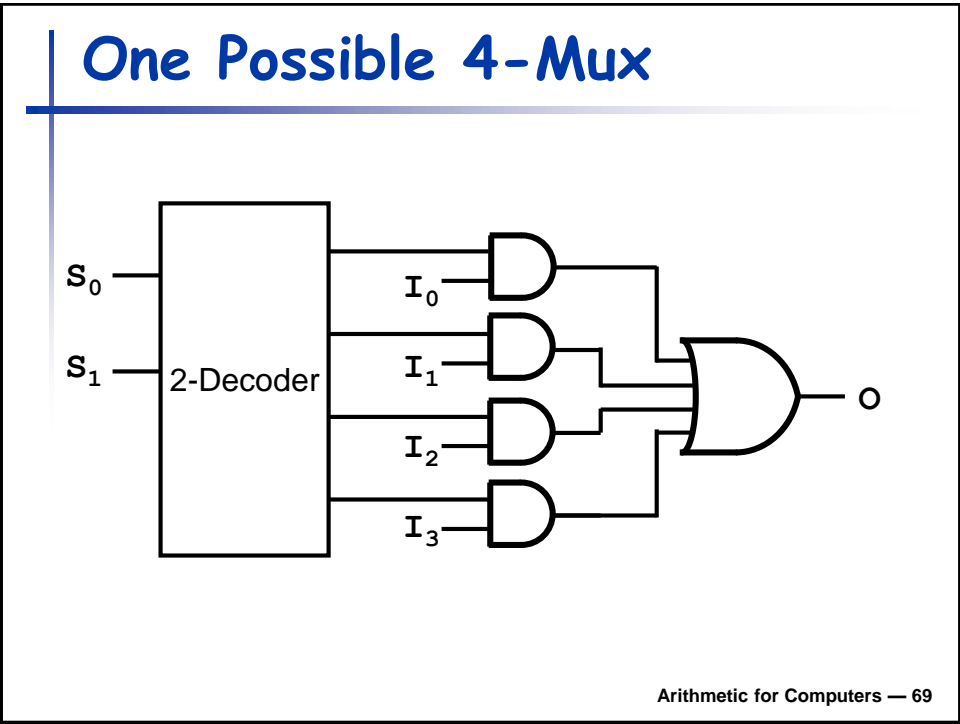 One Possible 4-Mux
S₀
I₀
S₁
2-Decoder
I₁
I₂
I₃
O
Arithmetic for Computers — 69